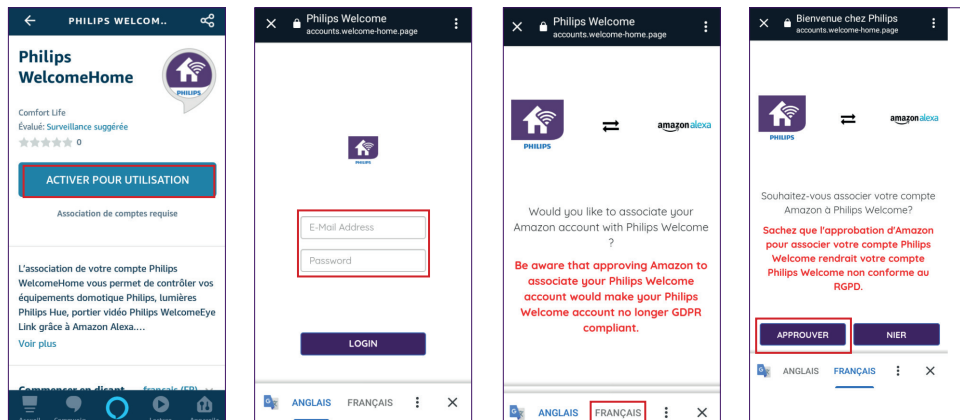 PHILIPS WELCOM..
Philips
WelcomeHome
PHILIPS
Comfort Life
Évalué: Surveillance suggérée
0
ACTIVER POUR UTILISATION
Association de comptes requise
L'association de votre compte Philips
WelcomeHome vous permet de contrôler vos
équipements domotique Philips, lumières
Philips Hue, portier vidéo Philips WelcomeEye
Link grâce à Amazon Alexa....
Voir plus
Commencer en disant français (FR)
Accueil
Lecture
Appareils
Philips Welcome
accounts.welcome-home.page
PHILIPS
E-Mail Address
Password
LOGIN
ANGLAIS FRANÇAIS
Philips Welcome
accounts.welcome-home.page
PHILIPS
amazon alexa
Would you like to associate your
Amazon account with Philips Welcome
?
Be aware that approving Amazon to
associate your Philips Welcome
account would make your Philips
Welcome account no longer GDPR
compliant.
ANGLAIS FRANÇAIS
Bienvenue chez Philips
accounts.welcome-home.page
PHILIPS
amazon alexa
Souhaitez-vous associer votre compte
Amazon à Philips Welcome?
Sachez que l'approbation d'Amazon
pour associer votre compte Philips
Welcome rendrait votre compte
Philips Welcome non conforme au
RGPD.
APPROUVER NIER
ANGLAIS FRANÇAIS